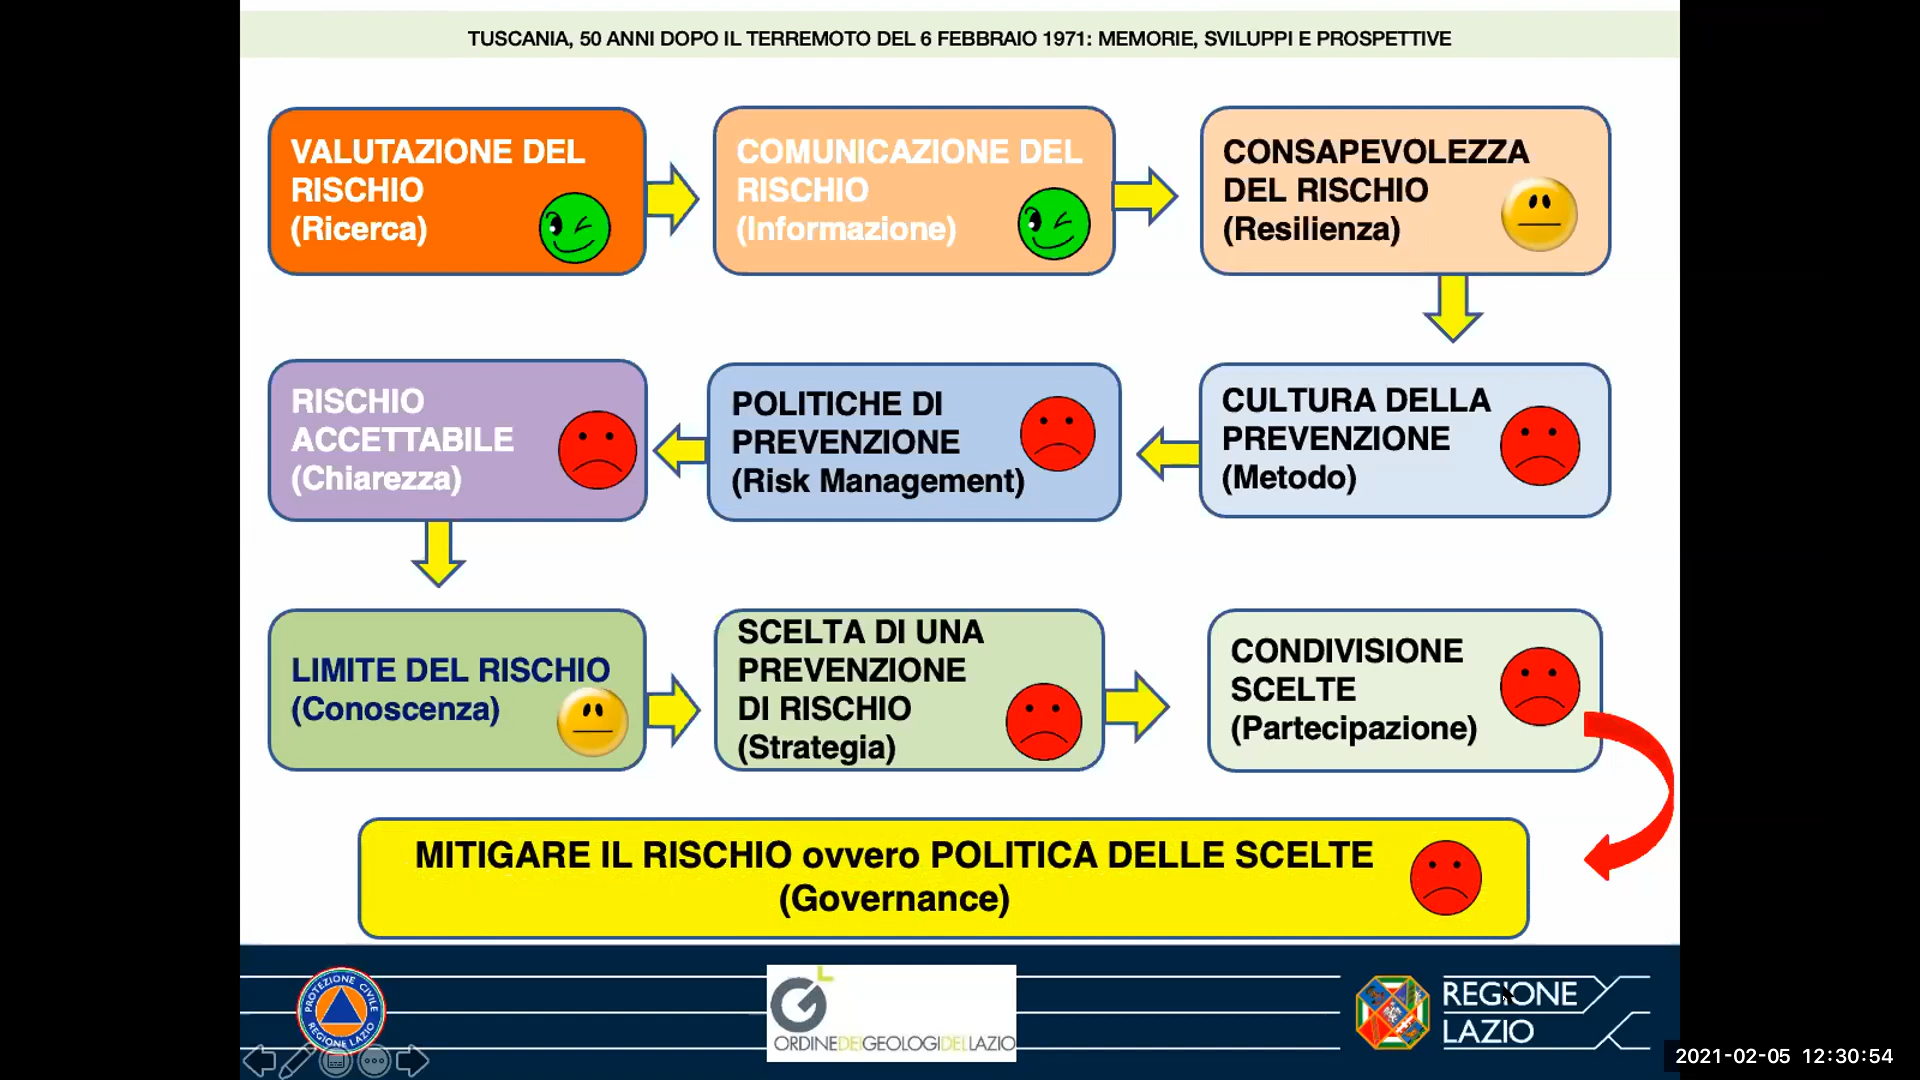 TUSCANIA, 50 ANNI DOPO IL TERREMOTO DEL 6 FEBBRAIO 1971: MEMORIE, SVILUPPI E PROSPETTIVE
VALUTAZIONE DEL
RISCHIO
(Ricerca)
COMUNICAZIONE DEL
RISCHIO
(Informazione)
CONSAPEVOLEZZA
DEL RISCHIO
(Resilienza)
CULTURA DELLA
PREVENZIONE
(Metodo)
POLITICHE DI
PREVENZIONE
(Risk Management)
RISCHIO
ACCETTABILE
(Chiarezza)
LIMITE DEL RISCHIO
(Conoscenza)
SCELTA DI UNA
PREVENZIONE
DI RISCHIO
(Strategia)
CONDIVISIONE
SCELTE
(Partecipazione)
MITIGARE IL RISCHIO ovvero POLITICA DELLE SCELTE
(Governance)
PROTEZIONE CIVILE
REGIONE LAZIO
ORDINEDEIGEOLOGIDELLAZIO
REGIONE
LAZIO
2021-02-05 12:30:54